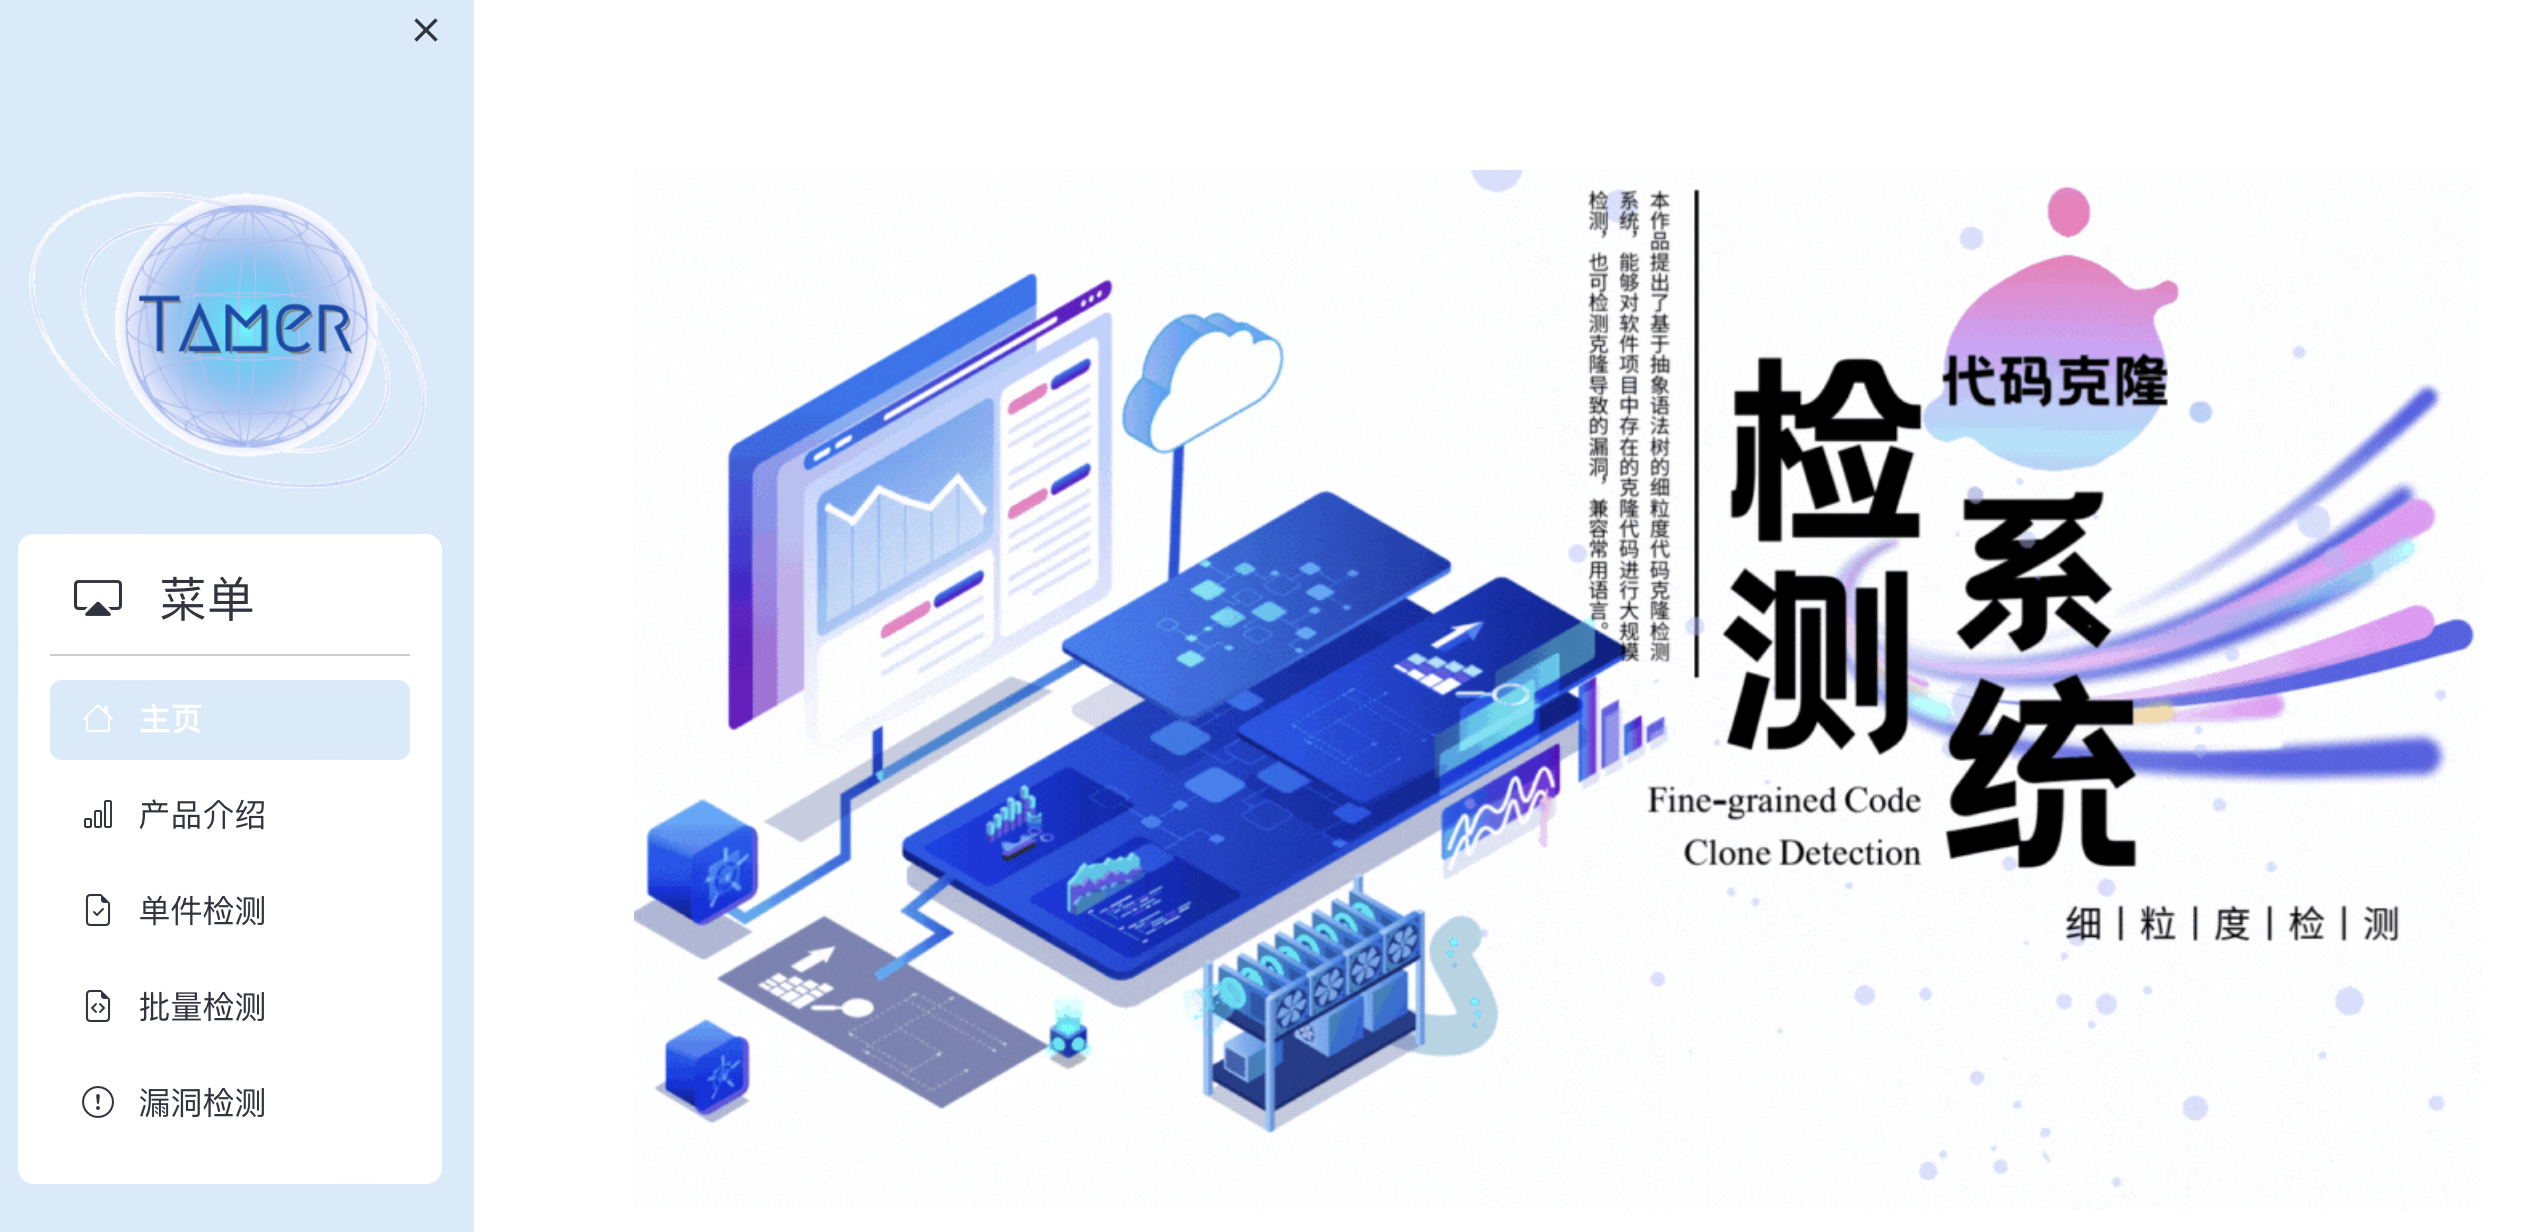 TAMER
菜单
主页
产品介绍
单件检测
批量检测
漏洞检测
本作品提出了基于抽象语法树的细粒度代码克隆检测
系统，能够对软件项目中存在的克隆代码进行大规模
检测，也可检测克隆导致的漏洞，兼容常用语言。
代码克隆
检测
系统
Fine-grained Code
Clone Detection
细|粒|度|检|测